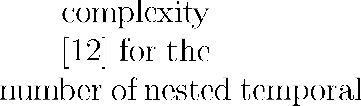 complexity
[12] for the
number of nested temporal